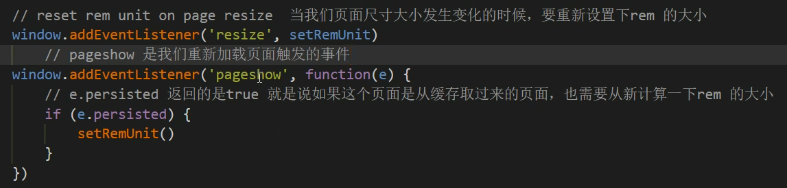 // reset rem unit on page resize  当我们页面尺寸大小发生变化的时候，要重新设置下rem 的大小
window.addEventListener('resize', setRemUnit)
    // pageshow 是我们重新加载页面触发的事件
window.addEventListener('pageshow', function(e) {
    // e.persisted 返回的是true 就是说如果这个页面是从缓存取过来的页面，也需要从新计算一下rem 的大小
    if (e.persisted) {
        setRemUnit()
    }
})